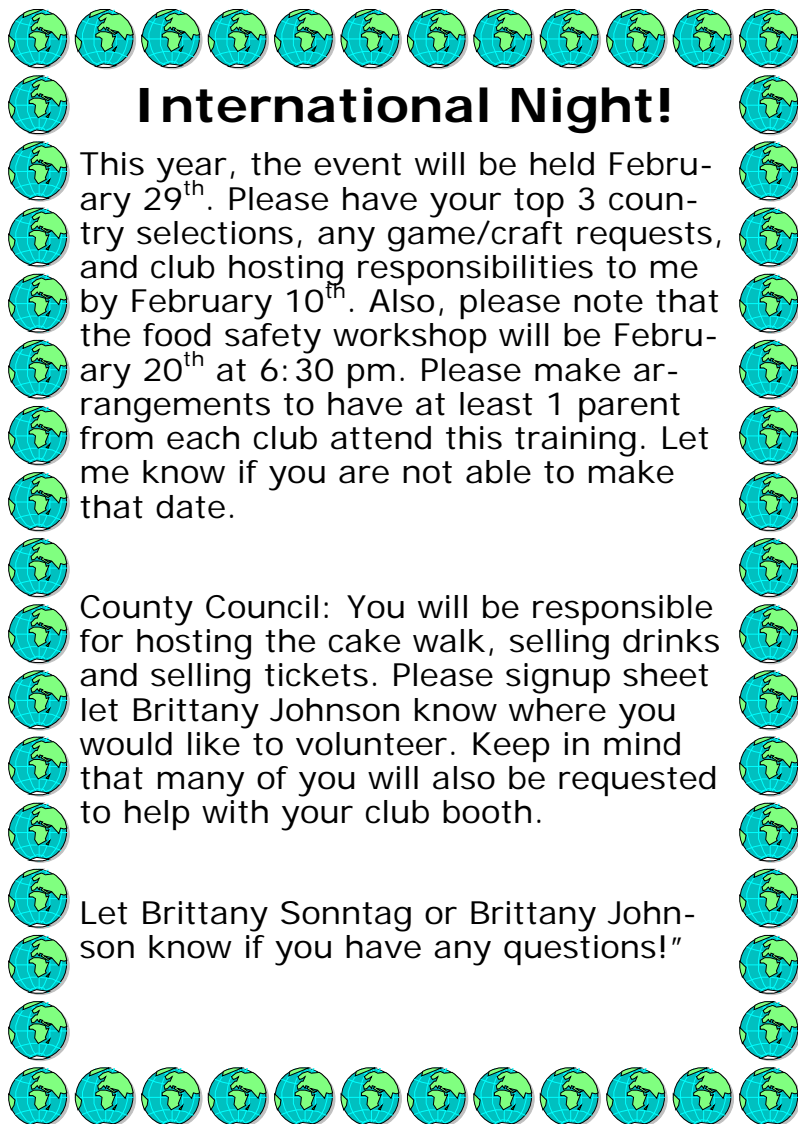 International Night!
This year, the event will be held Febru-
ary 29th. Please have your top 3 coun-
try selections, any game/craft requests,
and club hosting responsibilities to me
by February 10th. Also, please note that
the food safety workshop will be Febru-
ary 20th at 6:30 pm. Please make ar-
rangements to have at least 1 parent
from each club attend this training. Let
me know if you are not able to make
that date.
County Council: You will be responsible
for hosting the cake walk, selling drinks
and selling tickets. Please signup sheet
let Brittany Johnson know where you
would like to volunteer. Keep in mind
that many of you will also be requested
to help with your club booth.
Let Brittany Sonntag or Brittany John-
son know if you have any questions!”